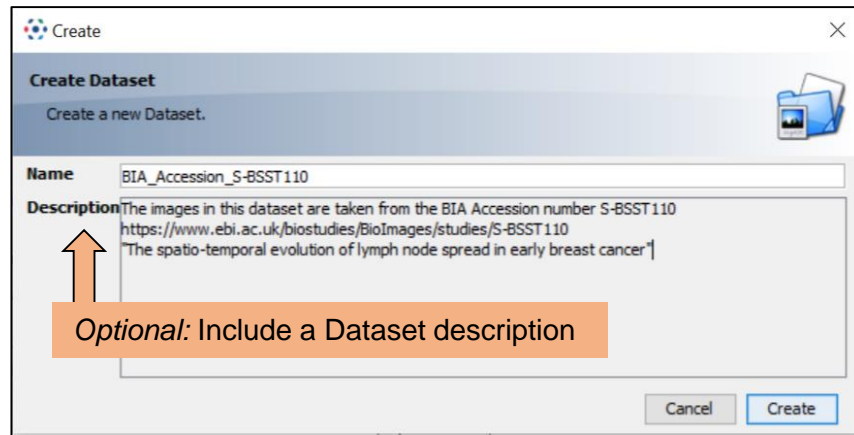 Create
Create Dataset
Create a new Dataset.
Name BIA_Accession_S-BSST110
Description The images in this dataset are taken from the BIA Accession number S-BSST110
https://www.ebi.ac.uk/biostudies/BioImages/studies/S-BSST110
"The spatio-temporal evolution of lymph node spread in early breast cancer"
Optional: Include a Dataset description
Cancel Create